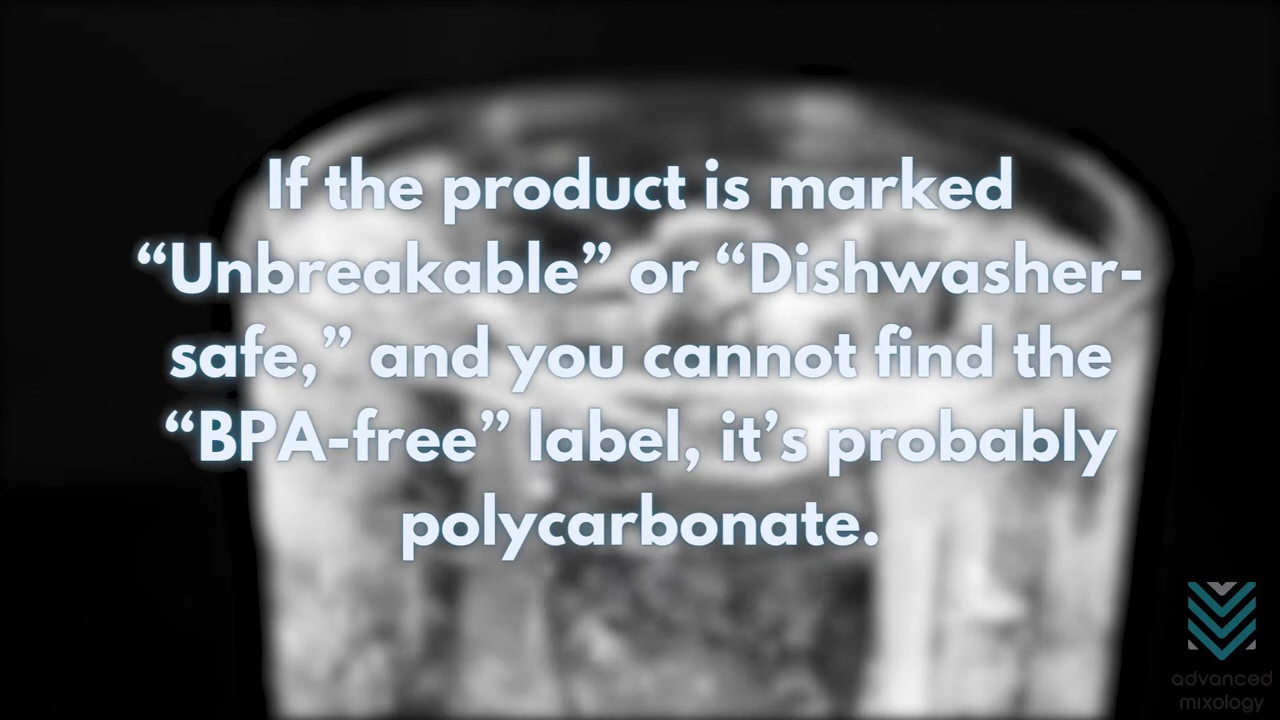 If the product is marked
“Unbreakable” or “Dishwasher-
safe,” and you cannot find the
“BPA-free” label, it’s probably
polycarbonate.
advanced
mixology